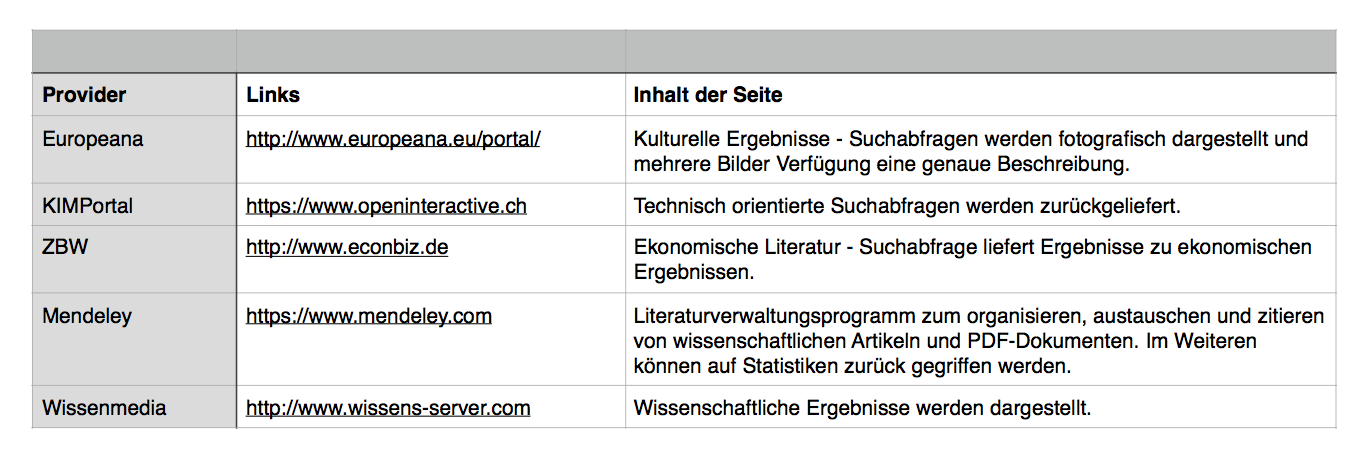 Provider Links Inhalt der Seite
Europeana http://www.europeana.eu/portal/ Kulturelle Ergebnisse - Suchabfragen werden fotografisch dargestellt und
mehrere Bilder Verfügung eine genaue Beschreibung.
KIMPortal https://www.openinteractive.ch Technisch orientierte Suchabfragen werden zurückgeliefert.
ZBW http://www.econbiz.de Ekonomische Literatur - Suchabfrage liefert Ergebnisse zu ekonomischen
Ergebnissen.
Mendeley https://www.mendeley.com Literaturverwaltungsprogramm zum organisieren, austauschen und zitieren
von wissenschaftlichen Artikeln und PDF-Dokumenten. Im Weiteren
können auf Statistiken zurück gegriffen werden.
Wissenmedia http://www.wissens-server.com Wissenschaftliche Ergebnisse werden dargestellt.